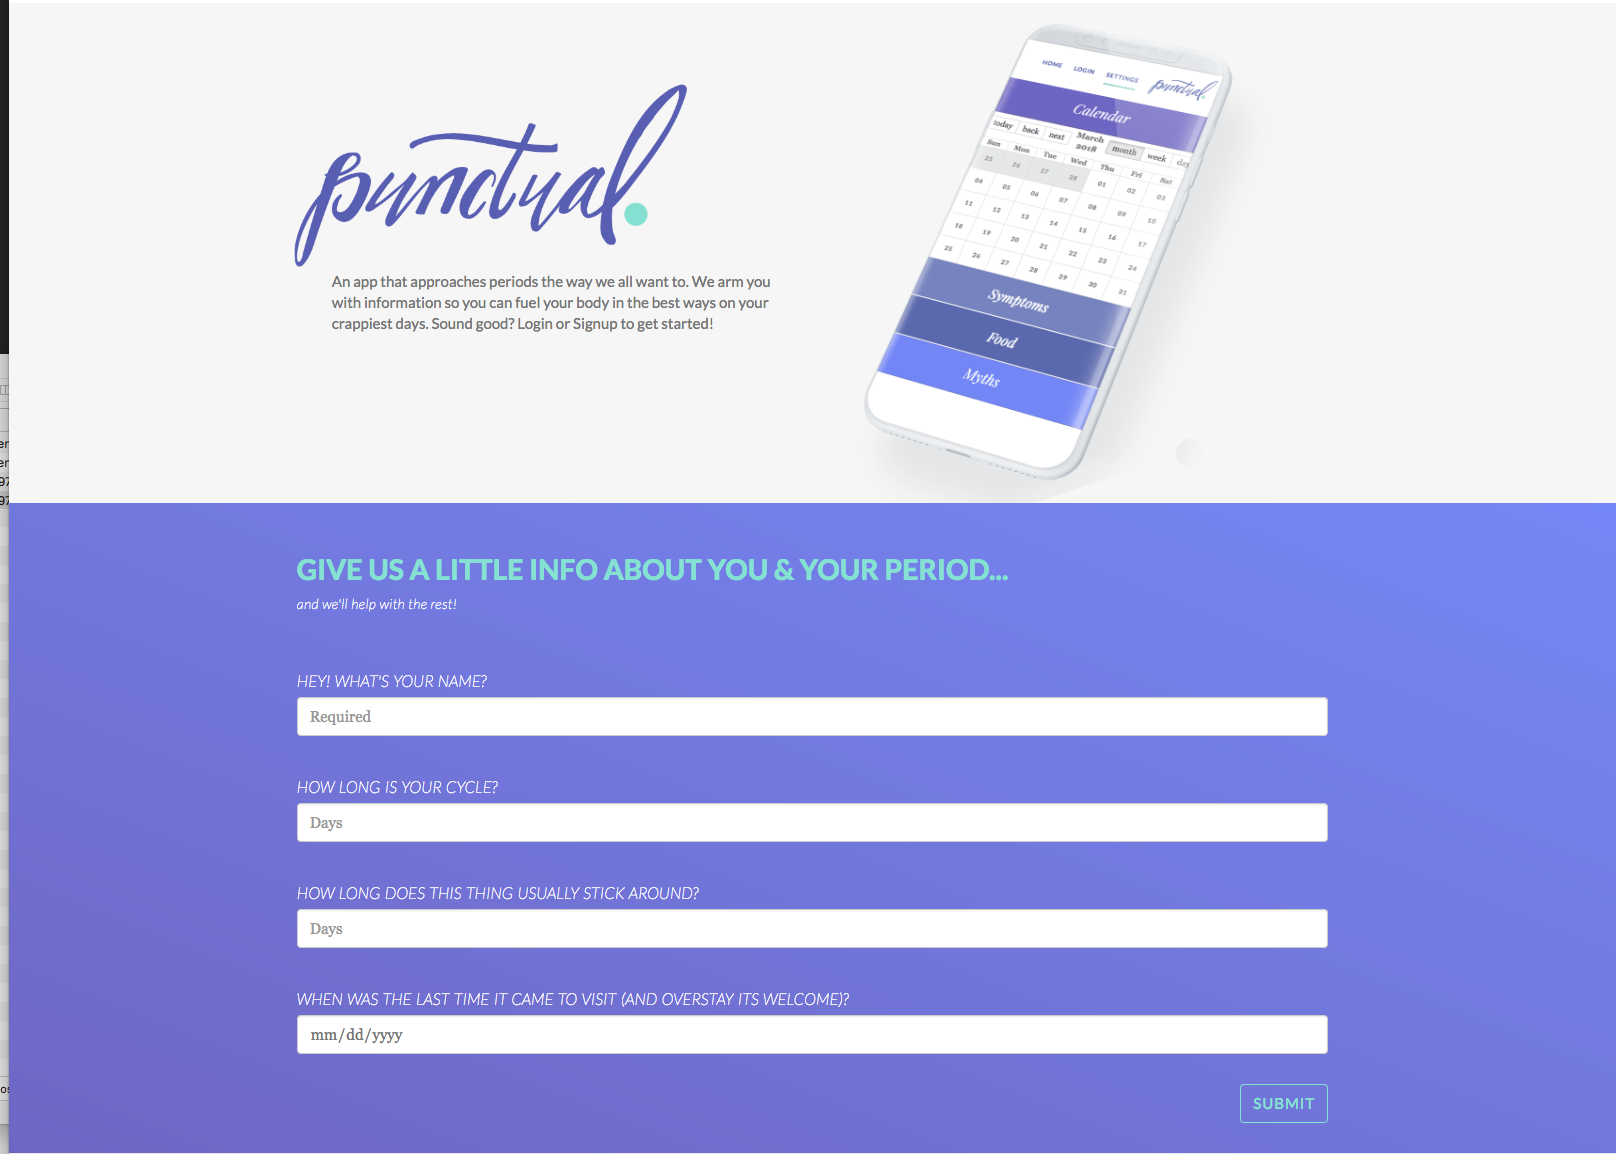 punctual.
An app that approaches periods the way we all want to. We arm you
with information so you can fuel your body in the best ways on your
crappiest days. Sound good? Login or Signup to get started!
HOME LOGIN SETTINGS punctual.
Calendar
today back next March 2018 month week day
Sun Mon Tue Wed Thu Fri Sat
25 26 27 28 01 02 03
04 05 06 07 08 09 10
11 12 13 14 15 16 17
18 19 20 21 22 23 24
25 26 27 28 29 30 31
Symptoms
Food
Myths
GIVE US A LITTLE INFO ABOUT YOU & YOUR PERIOD...
and we'll help with the rest!
HEY! WHAT'S YOUR NAME?
Required
HOW LONG IS YOUR CYCLE?
Days
HOW LONG DOES THIS THING USUALLY STICK AROUND?
Days
WHEN WAS THE LAST TIME IT CAME TO VISIT (AND OVERSTAY ITS WELCOME)?
mm/dd/yyyy
SUBMIT